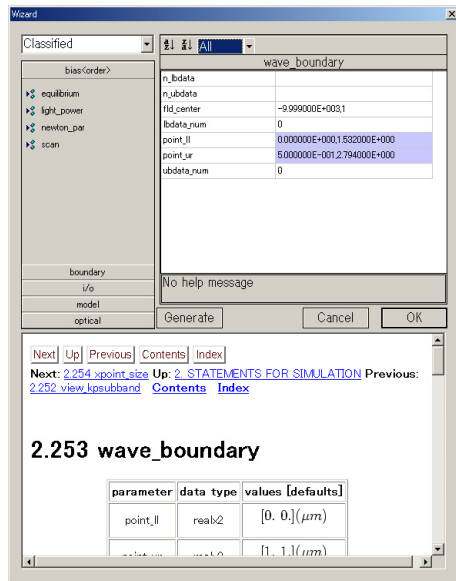 Wizard
Classified
All
bias<order>
equilibrium
light_power
newton_par
scan
boundary
i/o
model
optical
wave_boundary
n_lbdata
n_ubdata
fld_center -9.999000E+003,1
lbdata_num 0
point_ll 0.000000E+000,1.532000E+000
point_ur 5.000000E-001,2.794000E+000
ubdata_num 0
No help message
Generate Cancel OK
Next Up Previous Contents Index
Next: 2.254 xpoint_size Up: 2. STATEMENTS FOR SIMULATION Previous:
2.252 view_kpsubband Contents Index
2.253 wave_boundary
parameter data type values [defaults]
point_ll realx2 [0. 0.](μm)
[1. 1.](μm)